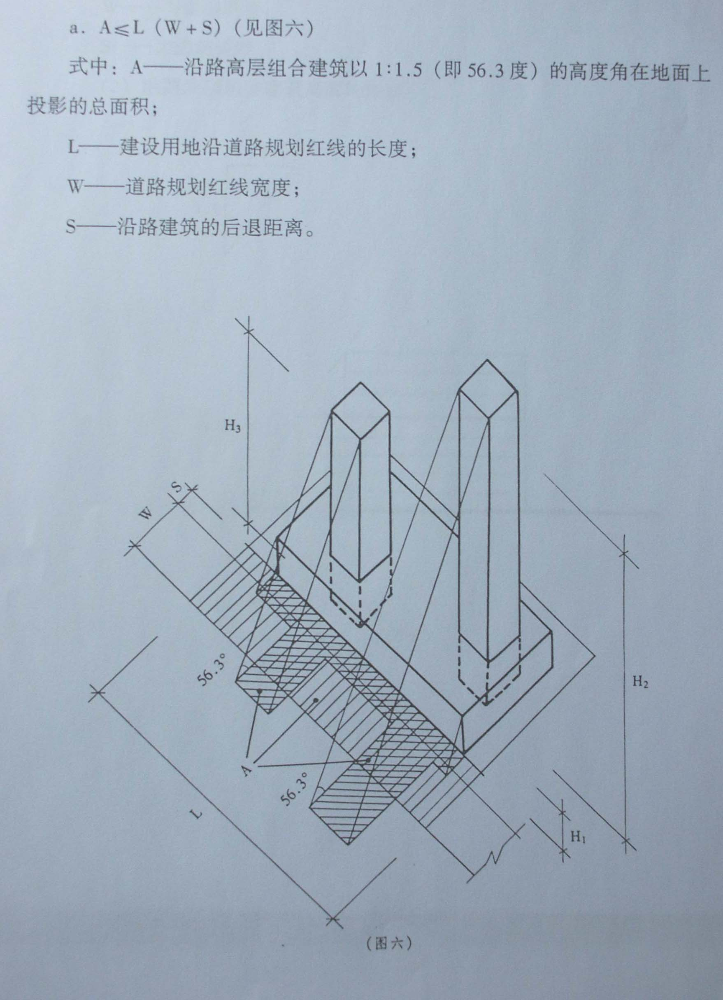 a. A≤L（W+S）（见图六）
式中：A——沿路高层组合建筑以1:1.5（即56.3度）的高度角在地面上
投影的总面积；
L——建设用地沿道路规划红线的长度；
W——道路规划红线宽度；
S——沿路建筑的后退距离。
H₃
S
W
56.3°
H₂
A
56.3°
L
H₁
（图六）